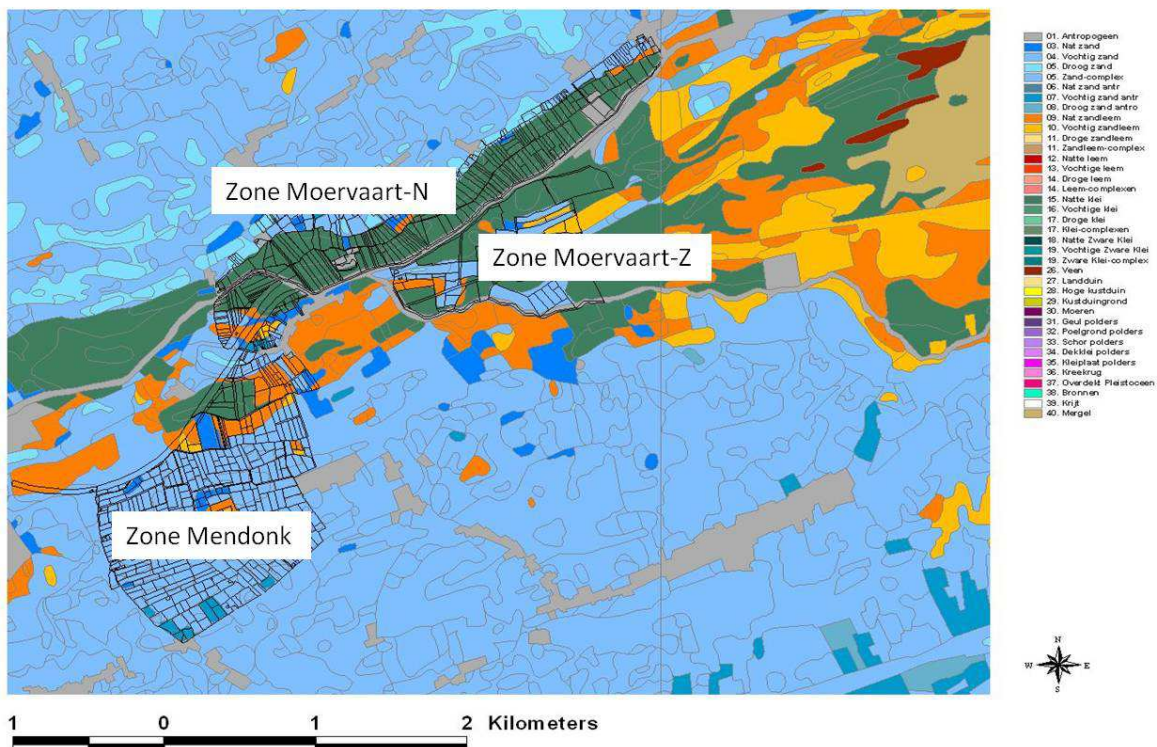 Zone Moervaart-N
Zone Moervaart-Z
Zone Mendonk
01. Antropogeen
03. Nat zand
04. Vochtig zand
05. Droog zand
05. Zand-complex
06. Nat zand antr
07. Vochtig zand antr
08. Droog zand antro
09. Nat zandleem
10. Vochtig zandleem
11. Droge zandleem
11. Zandleem-complex
12. Natte leem
13. Vochtige leem
14. Droge leem
14. Leem-complexen
15. Natte klei
16. Vochtige klei
17. Droge klei
17. Klei-complexen
18. Natte Zware Klei
19. Vochtige Zware Klei
19. Zware Klei-complex
26. Veen
27. Landduin
28. Hoge kustduin
29. Kustduingrond
30. Moeren
31. Geul polders
32. Poelgrond polders
33. Schor polders
34. Dekklei polders
35. Kleiplaat polders
36. Kreekrug
37. Overdekt Pleistoceen
38. Bronnen
39. Krijt
40. Mergel
N
W E
S
1 0 1 2 Kilometers